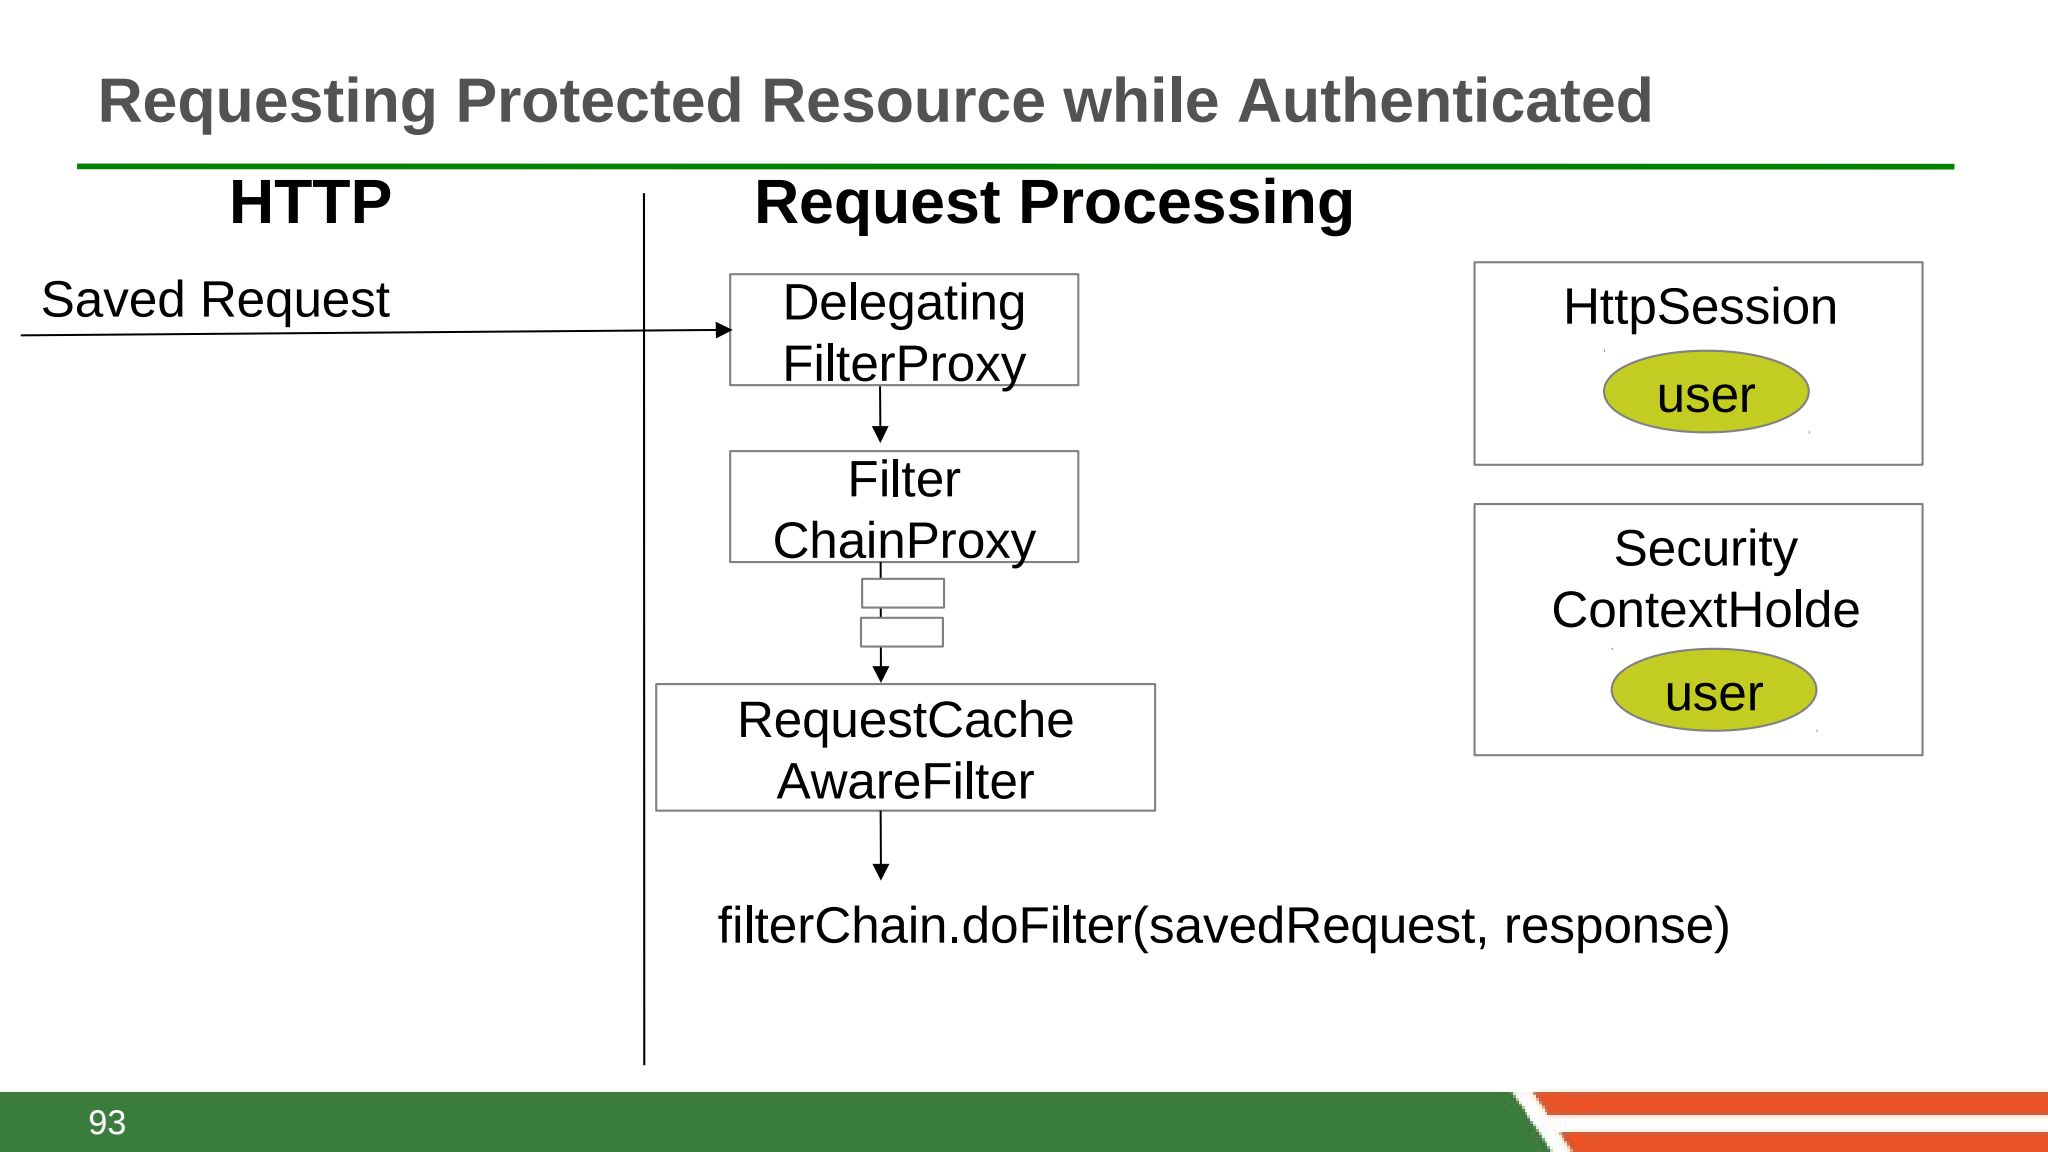 Requesting Protected Resource while Authenticated
HTTP
Request Processing
Saved Request
Delegating
FilterProxy
Filter
ChainProxy
RequestCache
AwareFilter
filterChain.doFilter(savedRequest, response)
HttpSession
user
Security
ContextHolde
user
93